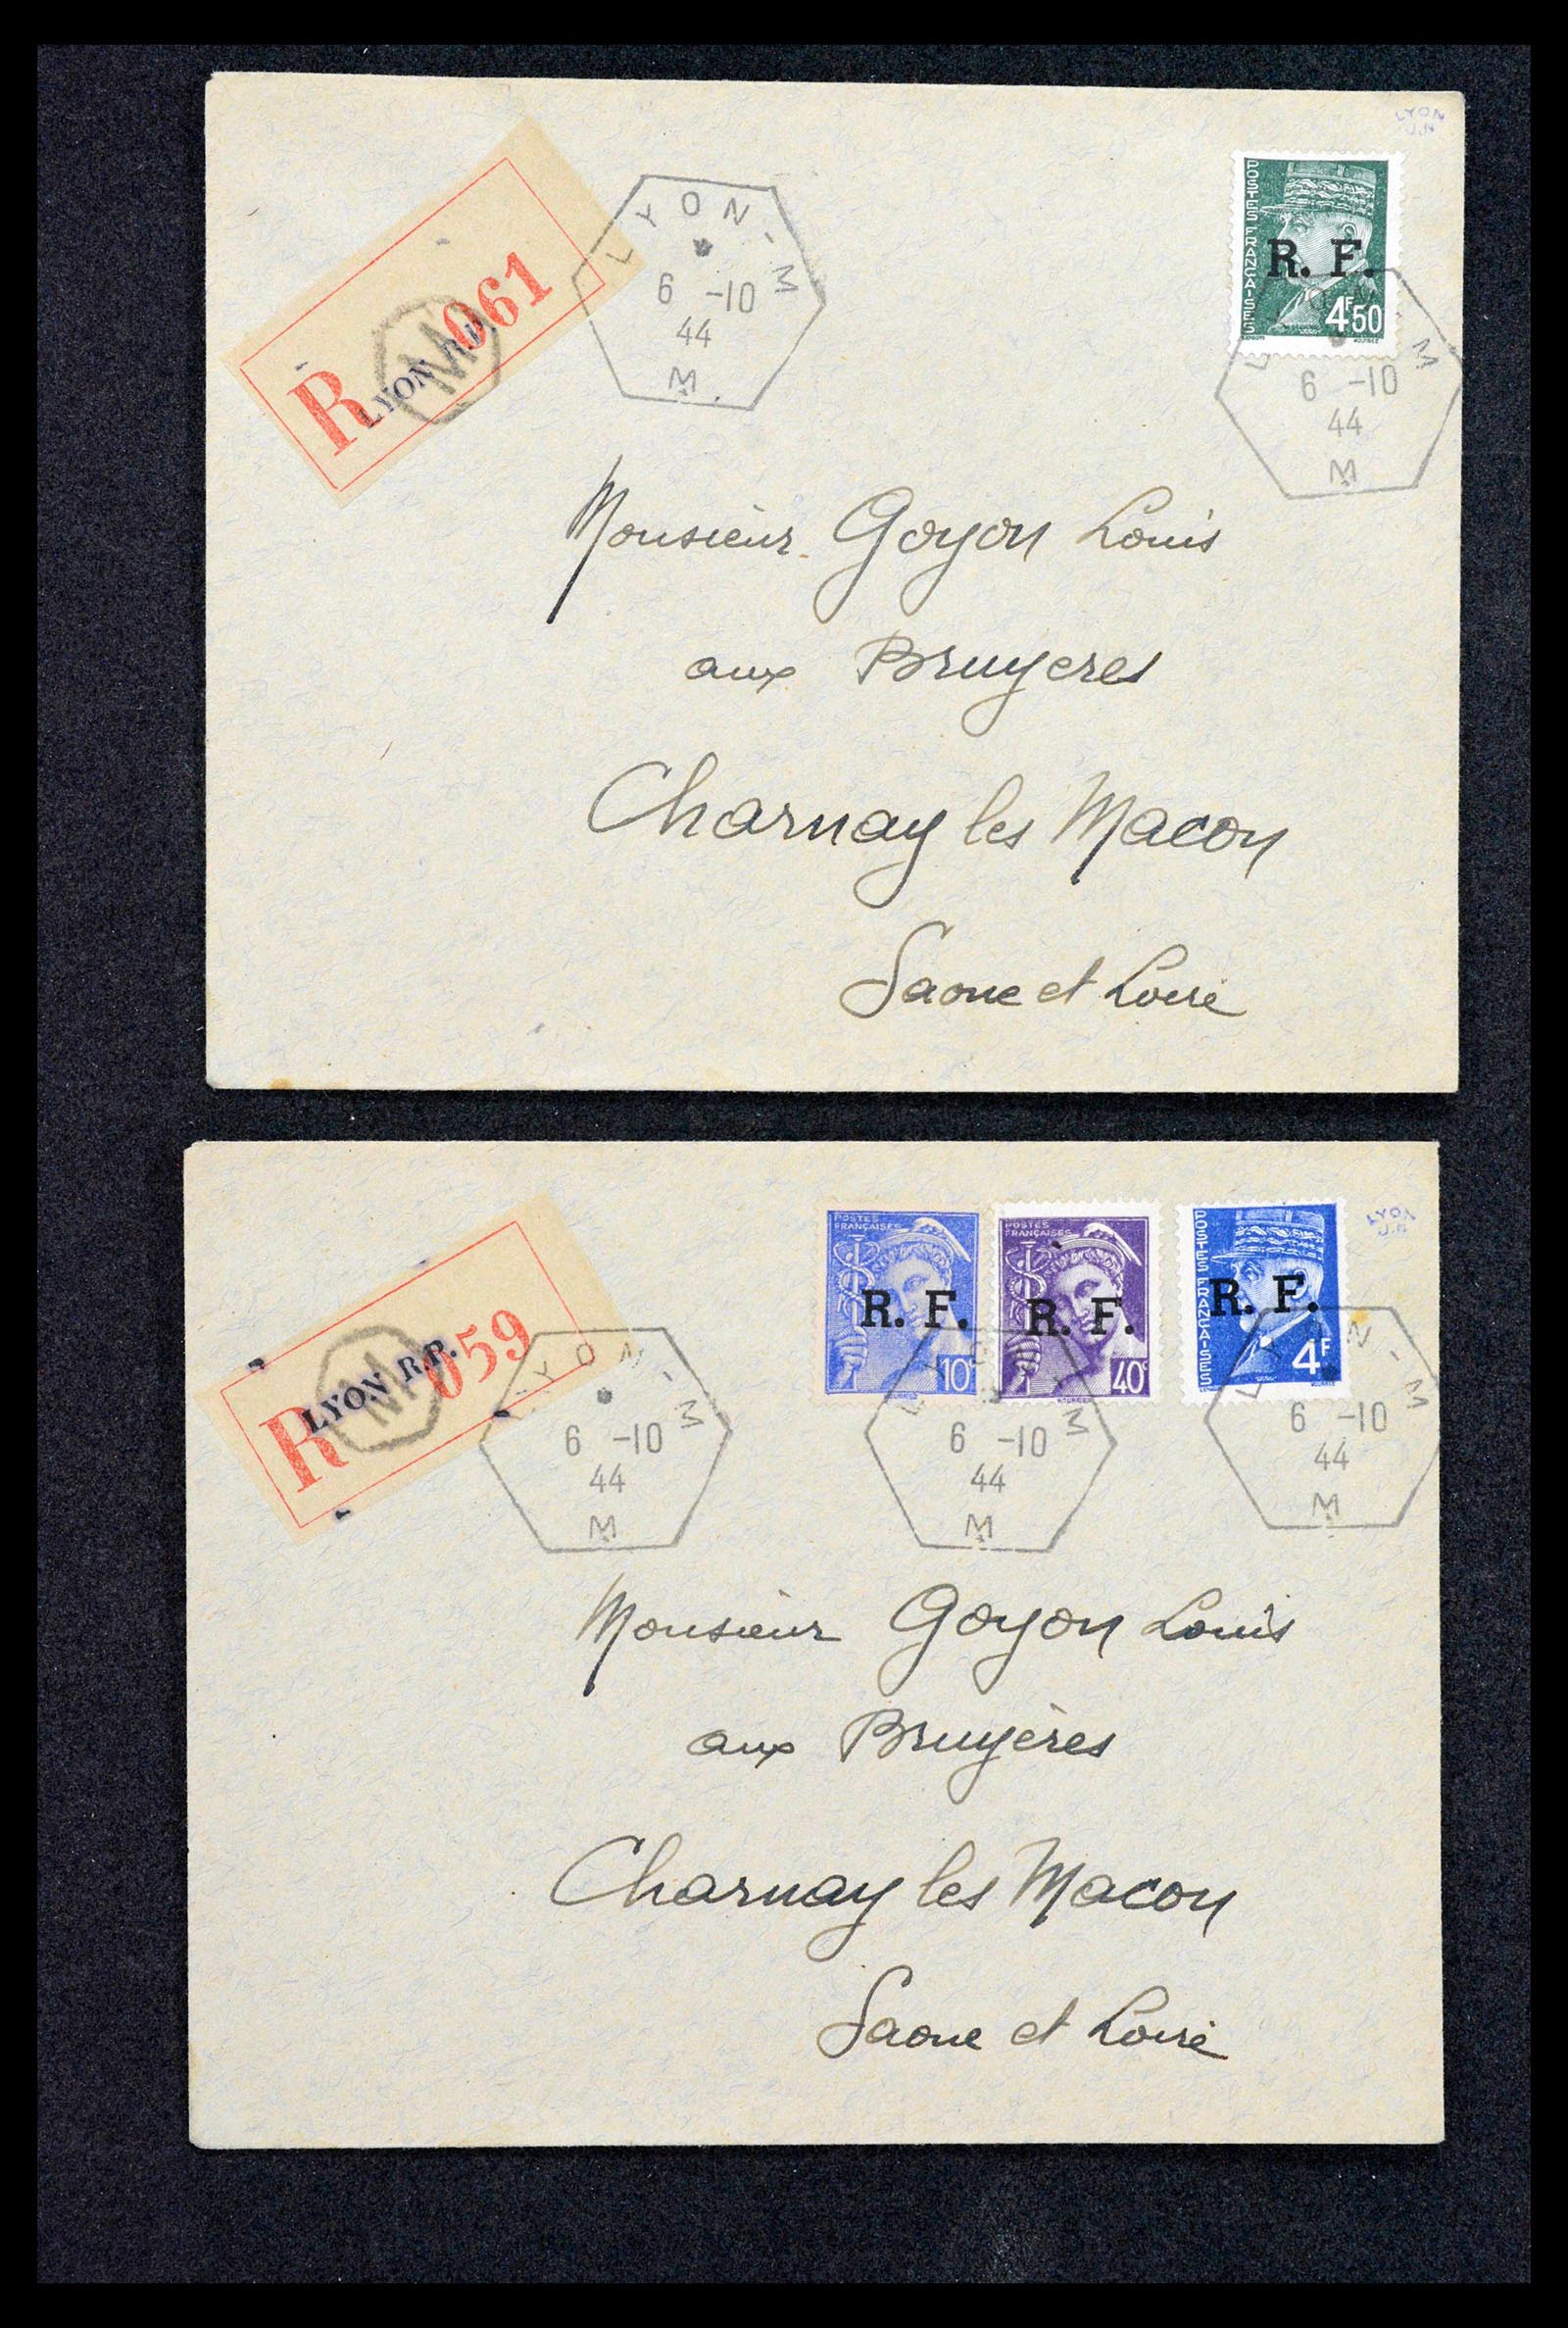 LYON
J.N
POSTES FRANÇAISES
R. F.
4F50
R 061
LYON R.P.
M
LYON-M
6 -10
44
M.
6 -10
44
M
Monsieur Goyon Louis
aux Bruyeres
Charnay les Macon
Saone et Loire
LYON
J.N
POSTES FRANÇAISES
R. F.
10c
POSTES FRANÇAISES
R. F.
40c
POSTES FRANÇAISES
R. F.
4F
R 059
LYON R.P.
M
LYON-M
6 -10
44
M
6 -10
44
M
6 -10
44
M
Monsieur Goyon Louis
aux Bruyères
Charnay les Macon
Saone et Loire